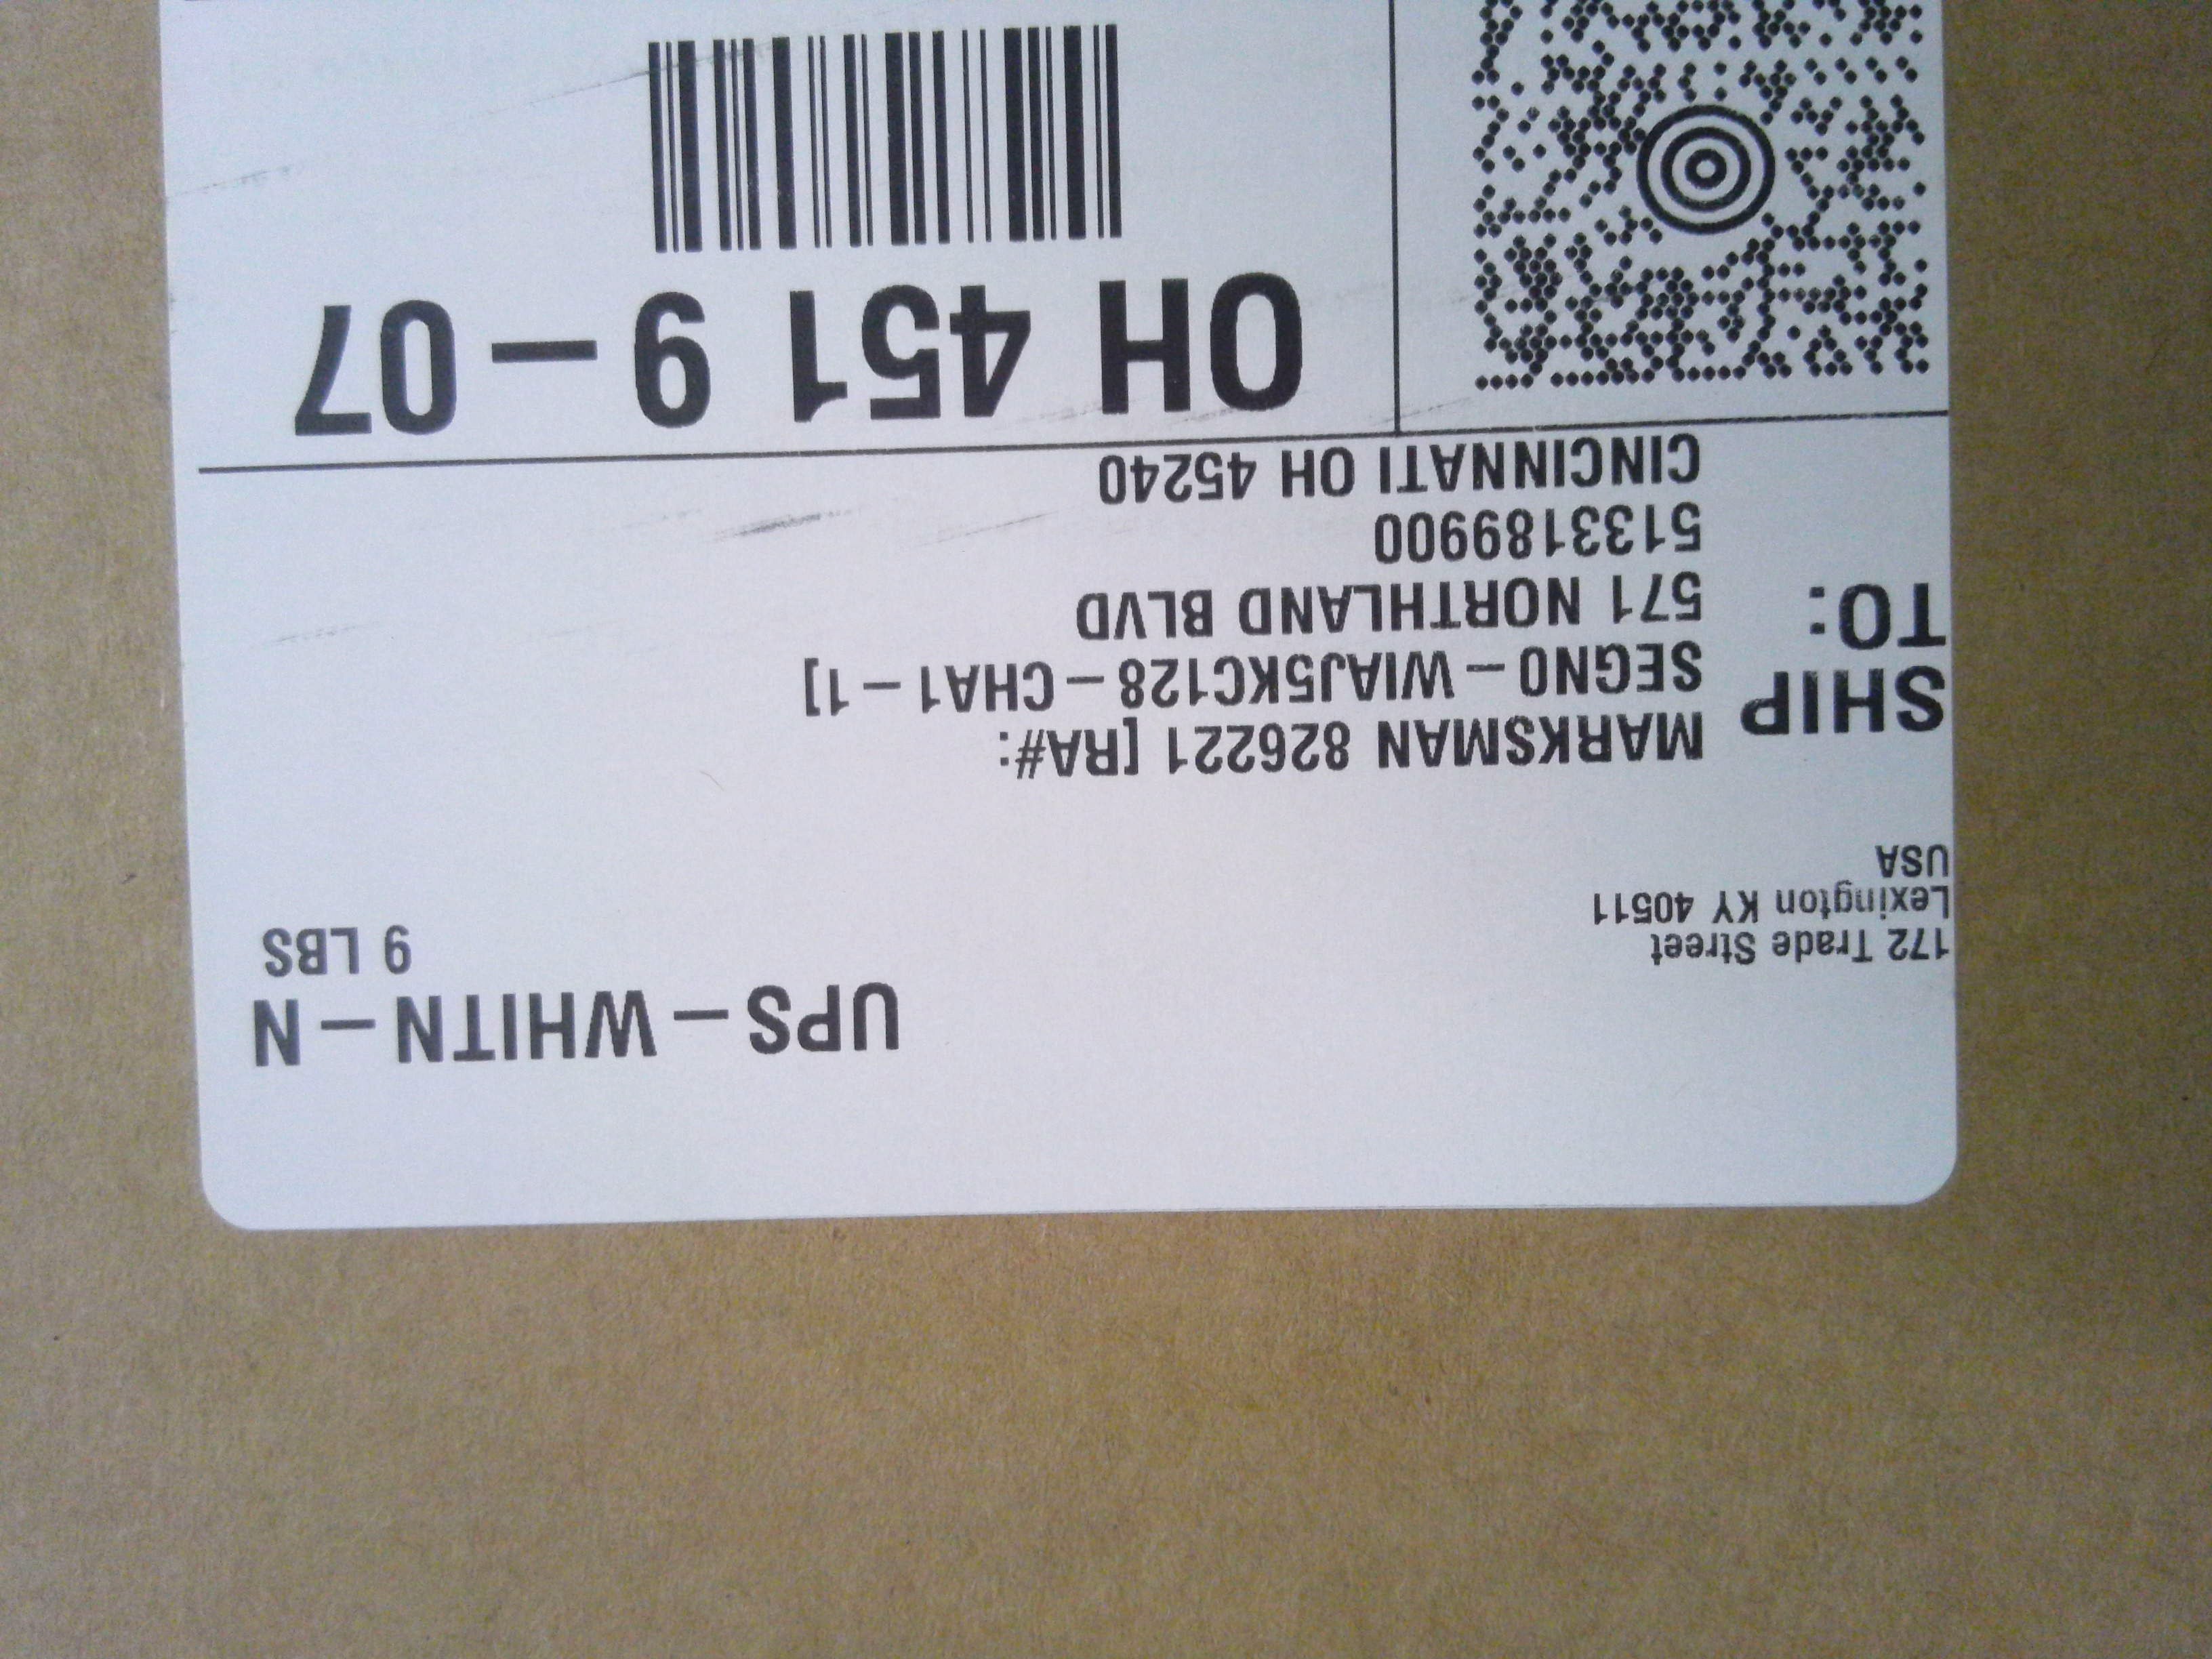 UPS – WHITN – N
9 LBS
172 Trade Street
Lexington KY 40511
USA
SHIP
TO:
MARKSMAN 826221 [RA#:
SEGN0 – WIAJ5KC128 – CHA1 – 1]
571 NORTHLAND BLVD
5133189900
CINCINNATI OH 45240
OH 451 9 – 07